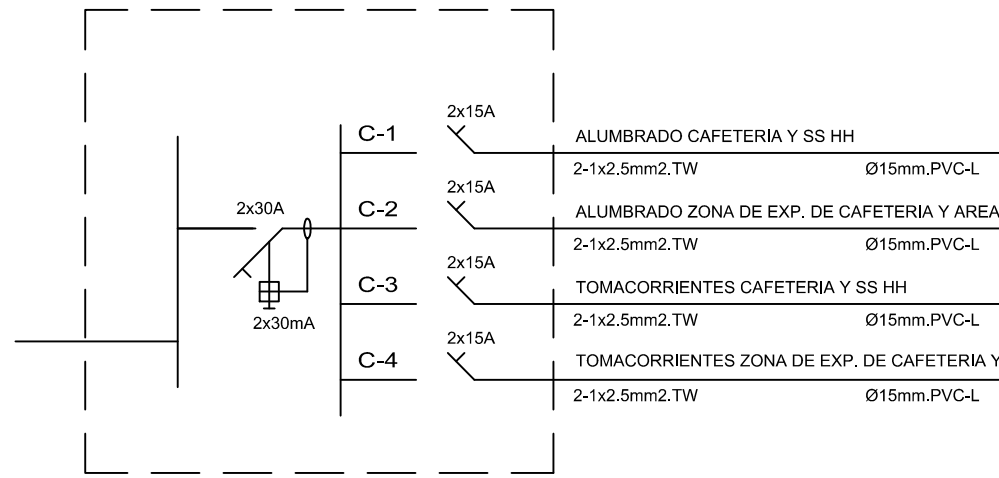 2x15A
C-1
ALUMBRADO CAFETERIA Y SS HH
2-1x2.5mm2.TW Ø15mm.PVC-L
2x15A
C-2
ALUMBRADO ZONA DE EXP. DE CAFETERIA Y AREA
2-1x2.5mm2.TW Ø15mm.PVC-L
2x30A
2x30mA
2x15A
C-3
TOMACORRIENTES CAFETERIA Y SS HH
2-1x2.5mm2.TW Ø15mm.PVC-L
2x15A
C-4
TOMACORRIENTES ZONA DE EXP. DE CAFETERIA Y
2-1x2.5mm2.TW Ø15mm.PVC-L